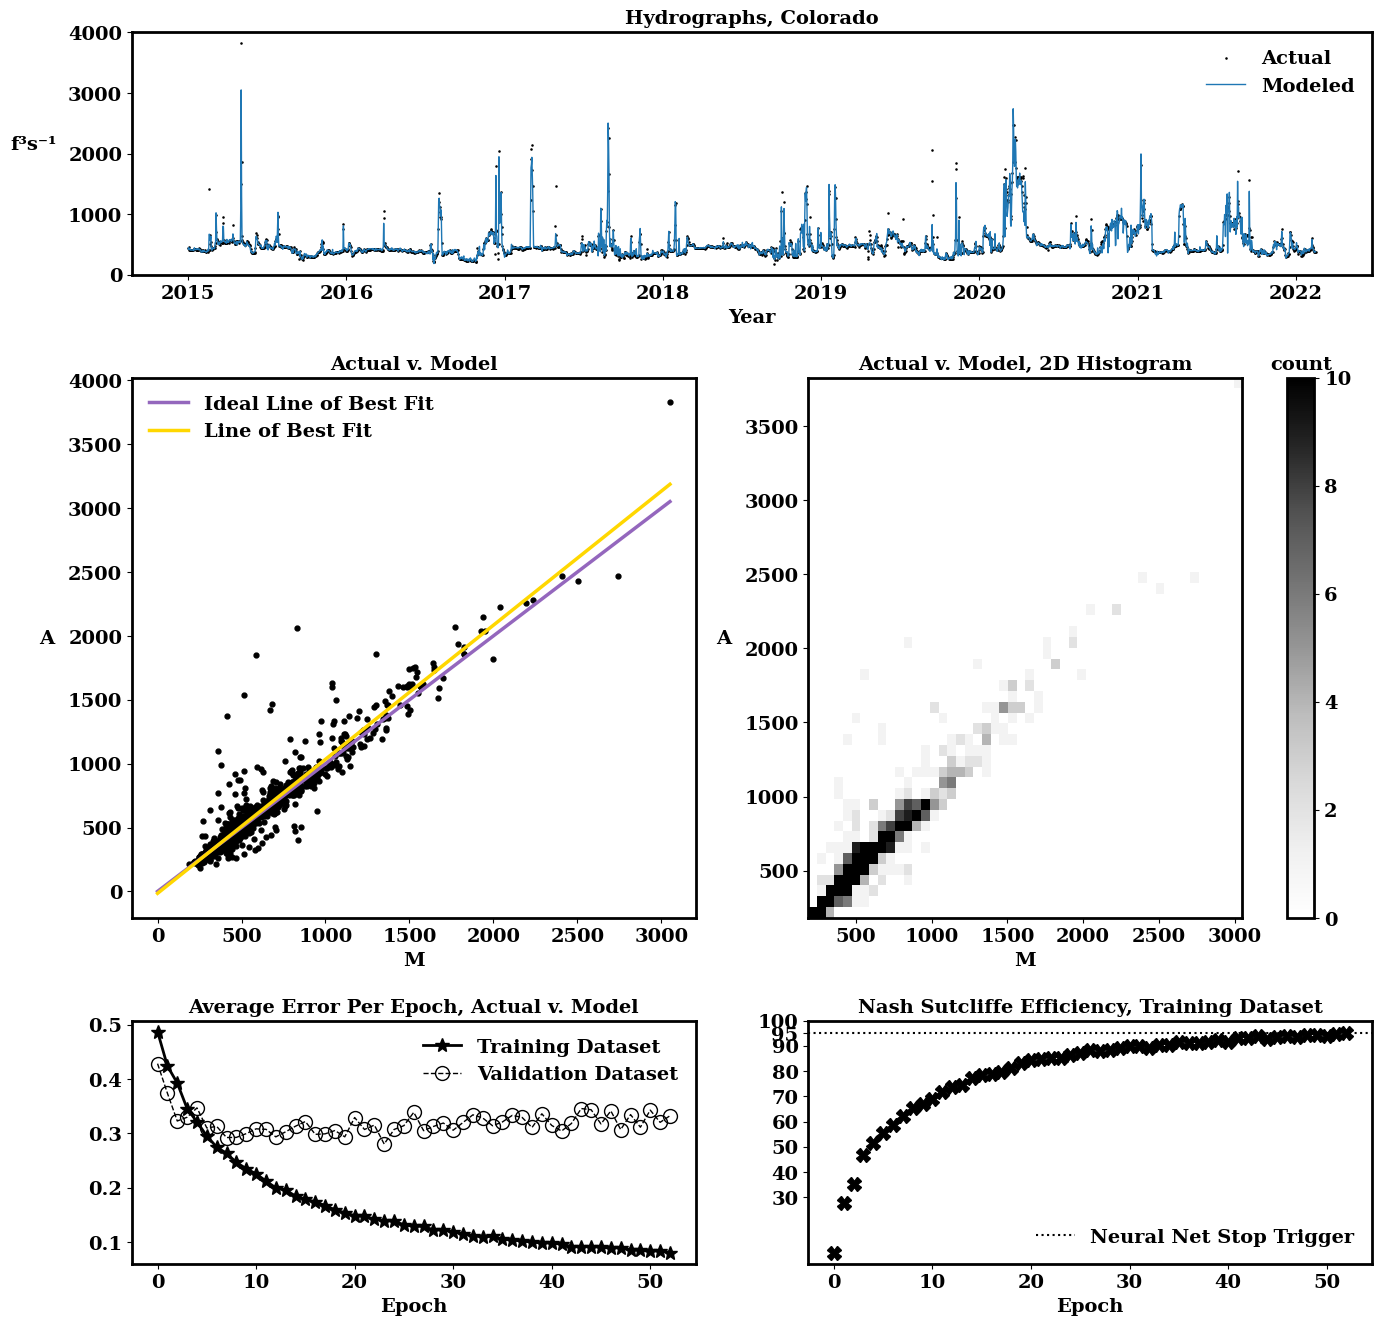 Hydrographs, Colorado
4000
3000
2000
1000
0
f³s⁻¹
Actual
Modeled
2015 2016 2017 2018 2019 2020 2021 2022
Year
Actual v. Model
4000
3500
3000
2500
2000
1500
1000
500
0
A
Ideal Line of Best Fit
Line of Best Fit
0 500 1000 1500 2000 2500 3000
M
Actual v. Model, 2D Histogram
3500
3000
2500
2000
1500
1000
500
A
500 1000 1500 2000 2500 3000
M
count
10
8
6
4
2
0
Average Error Per Epoch, Actual v. Model
0.5
0.4
0.3
0.2
0.1
Training Dataset
Validation Dataset
0 10 20 30 40 50
Epoch
Nash Sutcliffe Efficiency, Training Dataset
100
95
90
80
70
60
50
40
30
Neural Net Stop Trigger
0 10 20 30 40 50
Epoch